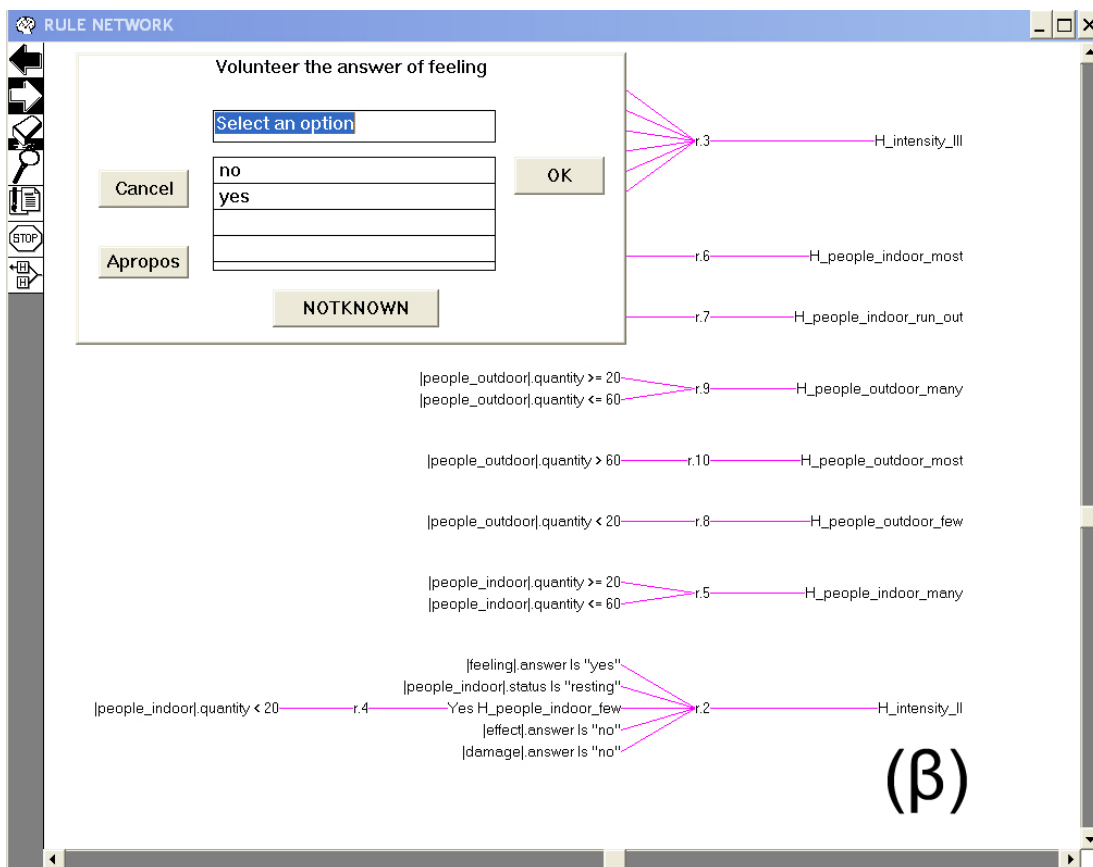 RULE NETWORK
Volunteer the answer of feeling
Select an option
no
yes
Cancel
OK
Apropos
NOTKNOWN
STOP
H
H
r.3 H_intensity_III
r.6 H_people_indoor_most
r.7 H_people_indoor_run_out
|people_outdoor|.quantity >= 20
|people_outdoor|.quantity <= 60
r.9 H_people_outdoor_many
|people_outdoor|.quantity > 60 r.10 H_people_outdoor_most
|people_outdoor|.quantity < 20 r.8 H_people_outdoor_few
|people_indoor|.quantity >= 20
|people_indoor|.quantity <= 60
r.5 H_people_indoor_many
|feeling|.answer Is "yes"
|people_indoor|.status Is "resting"
|people_indoor|.quantity < 20 r.4 Yes H_people_indoor_few r.2 H_intensity_II
|effect|.answer Is "no"
|damage|.answer Is "no"
(β)